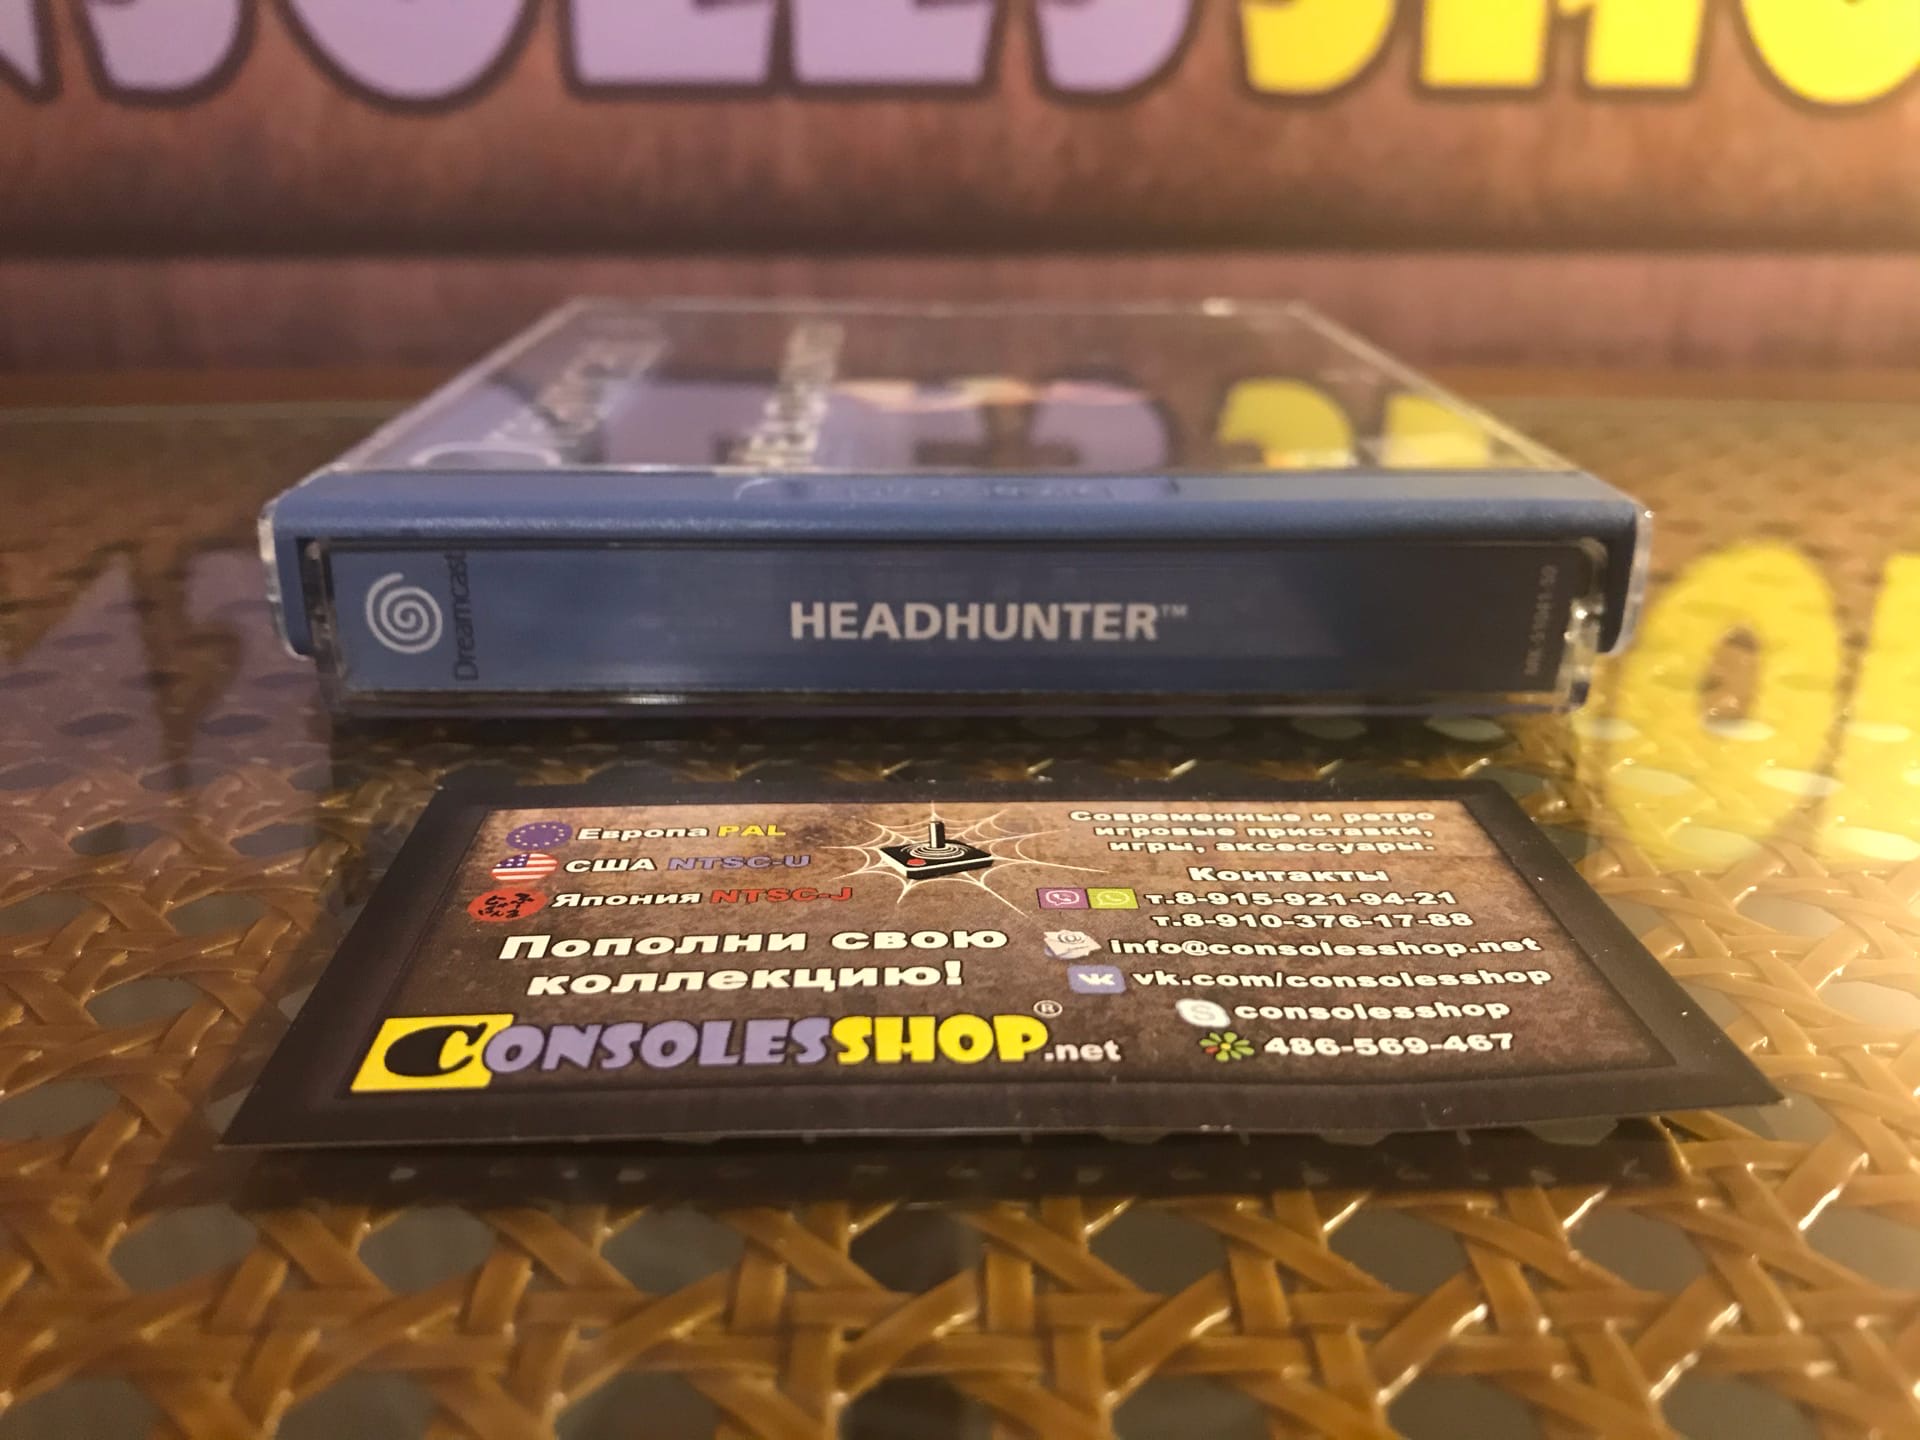 Dreamcast
HEADHUNTER™
Европа PAL
США NTSC-U
Япония NTSC-J
Пополни свою
коллекцию!
CONSOLESSHOP®.net
Современные и ретро
игровые приставки,
игры, аксессуары.
Контакты
т.8-915-921-94-21
т.8-910-376-17-88
info@consolesshop.net
vk.com/consolesshop
consolesshop
486-569-467